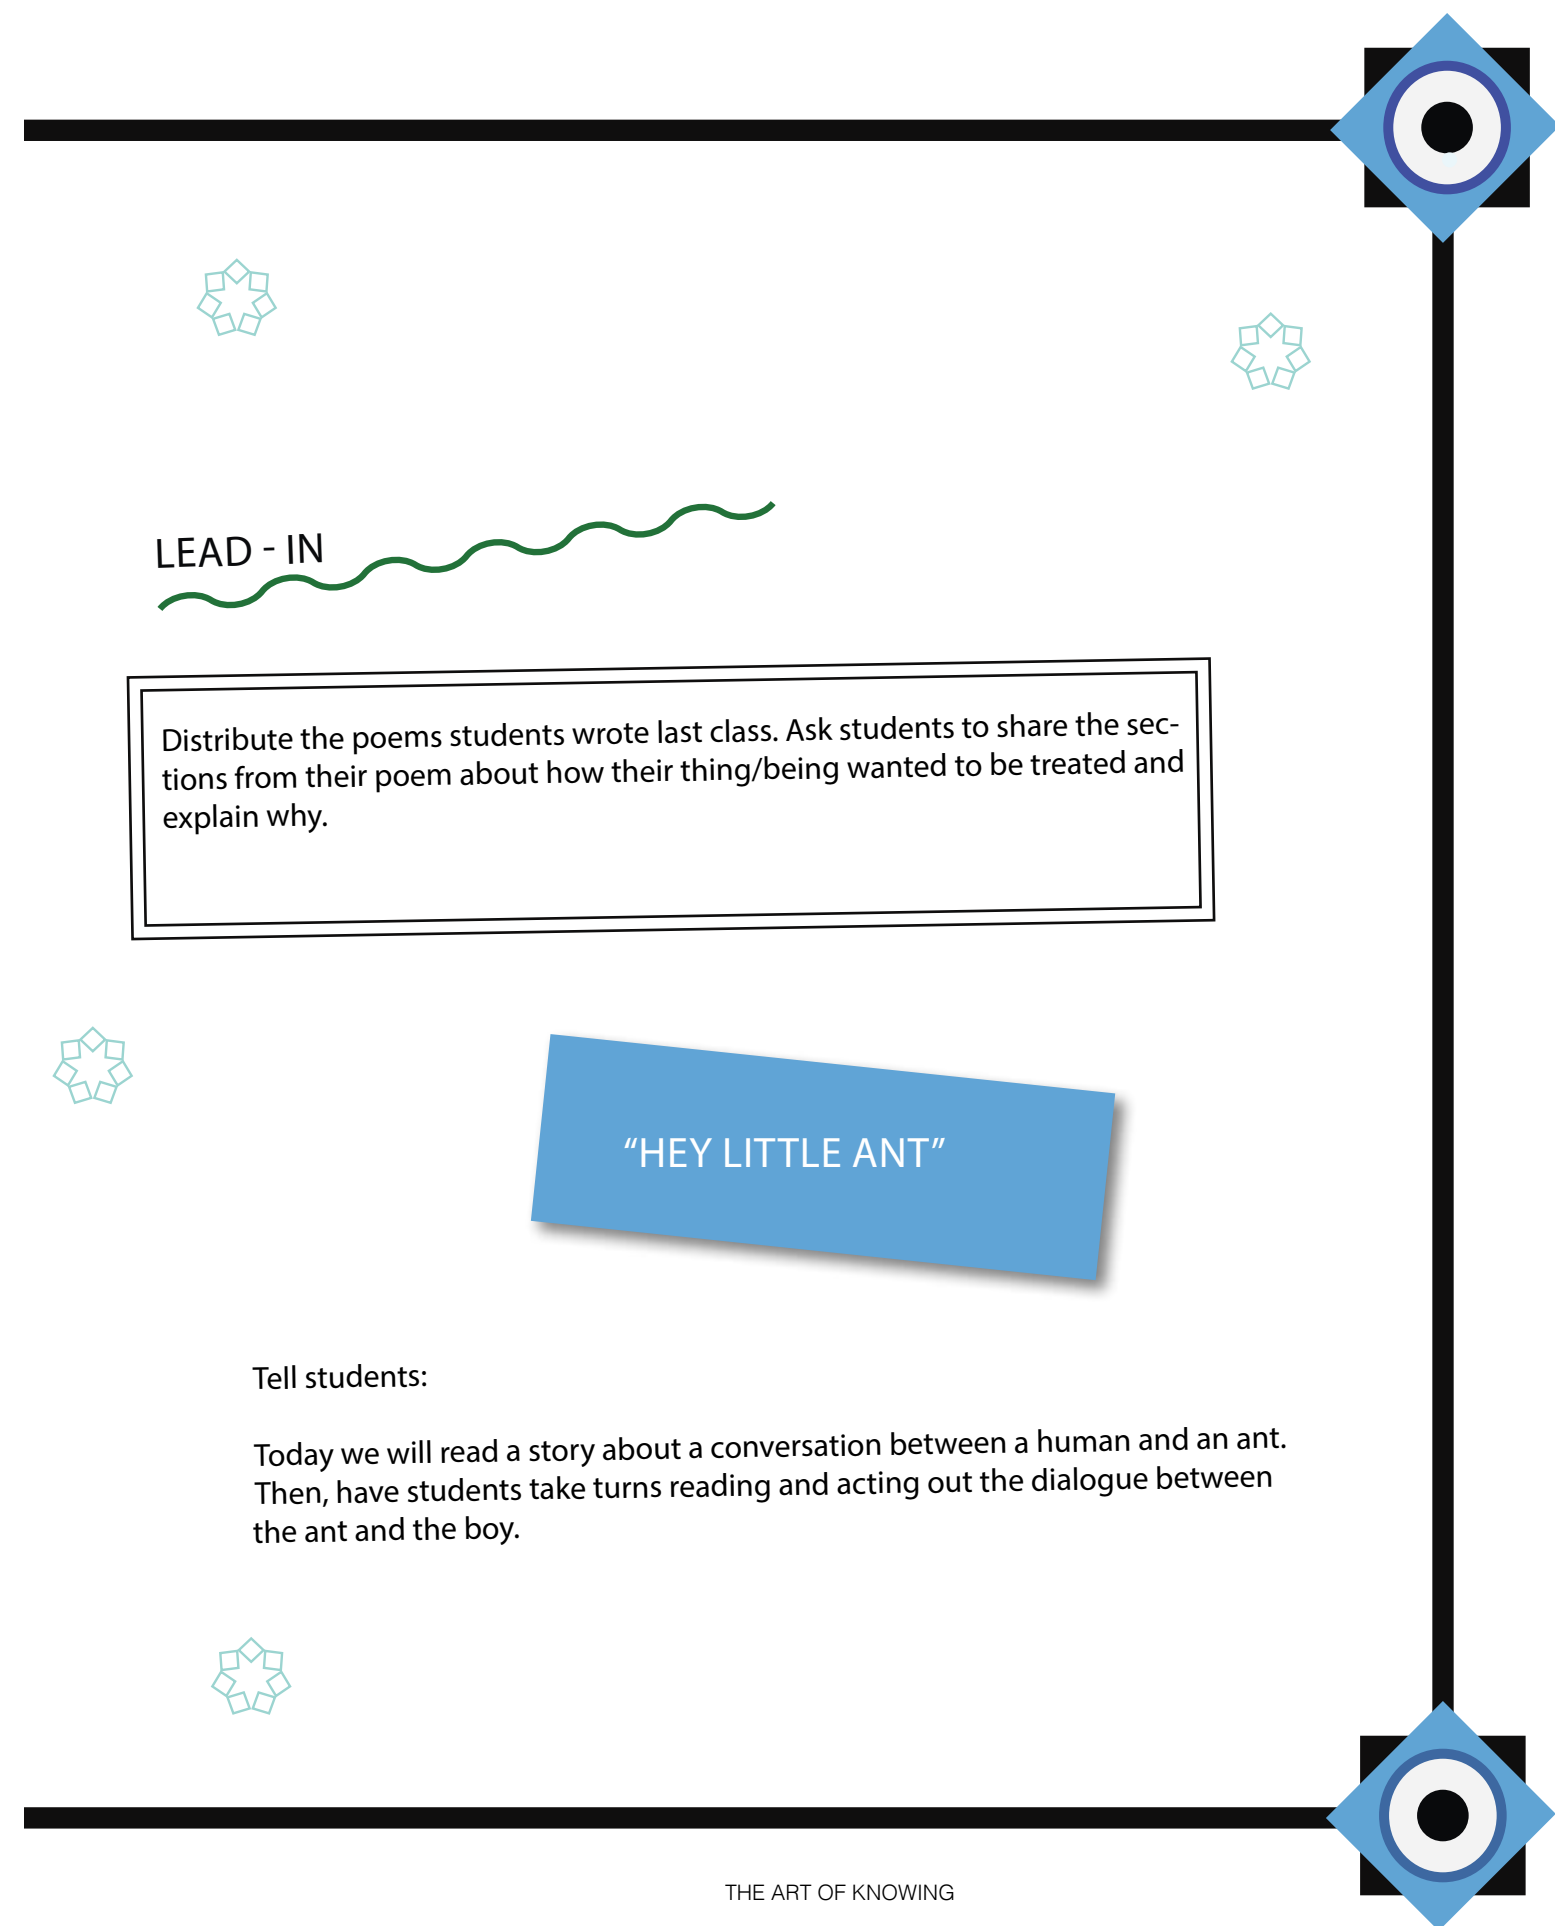 LEAD - IN
Distribute the poems students wrote last class. Ask students to share the sec-
tions from their poem about how their thing/being wanted to be treated and
explain why.
“HEY LITTLE ANT”
Tell students:
Today we will read a story about a conversation between a human and an ant.
Then, have students take turns reading and acting out the dialogue between
the ant and the boy.
THE ART OF KNOWING